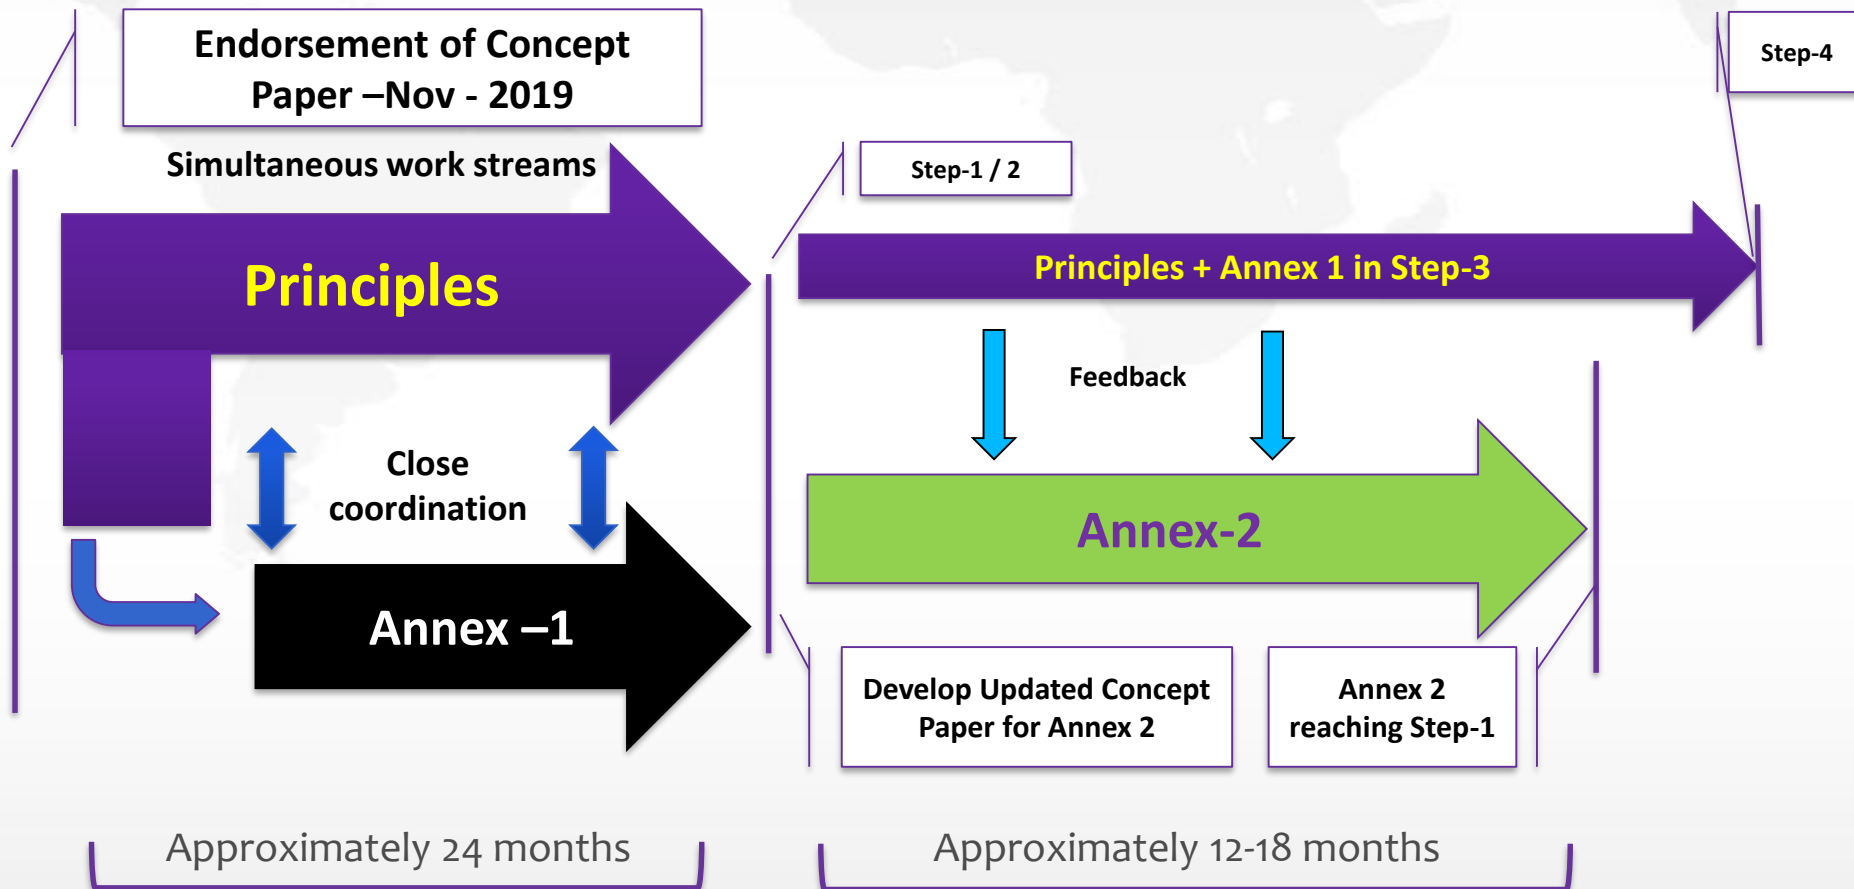 Endorsement of Concept
Paper –Nov - 2019
Step-4
Simultaneous work streams
Step-1 / 2
Principles
Principles + Annex 1 in Step-3
Feedback
Close
coordination
Annex-2
Annex –1
Develop Updated Concept
Paper for Annex 2
Annex 2
reaching Step-1
Approximately 24 months
Approximately 12-18 months